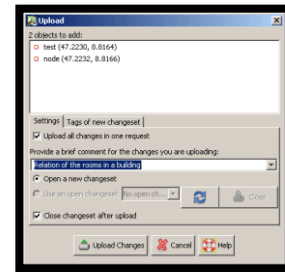 Upload
2 objects to add:
test (47.2230, 8.8164)
node (47.2232, 8.8166)
Settings Tags of new changeset
Upload all changes in one request
Provide a brief comment for the changes you are uploading:
Relation of the rooms in a building
Open a new changeset
Use an open changeset No open ch... Close
Close changeset after upload
Upload Changes Cancel Help